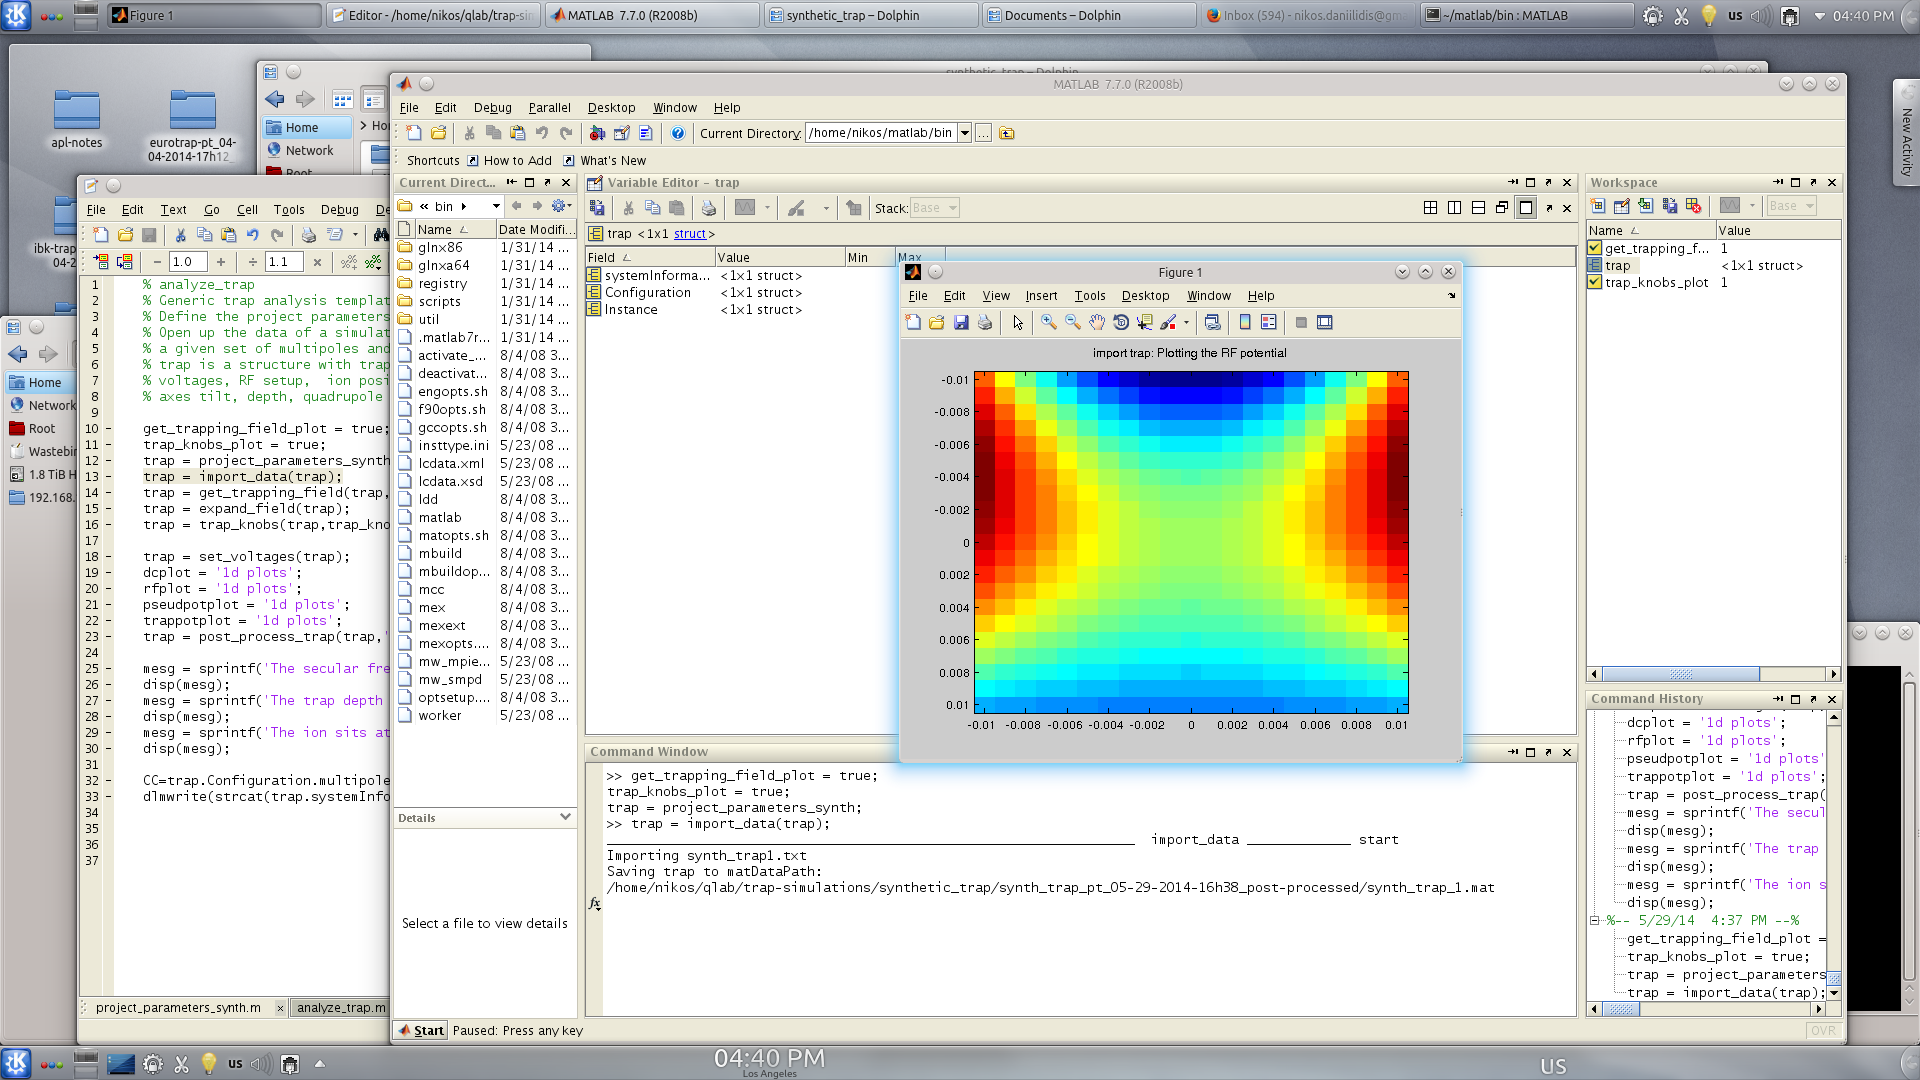 Figure 1
Editor - /home/nikos/qlab/trap-sin
MATLAB 7.7.0 (R2008b)
synthetic_trap – Dolphin
Documents – Dolphin
Inbox (594) - nikos.daniilidis@gm
~/matlab/bin : MATLAB
us
04:40 PM
New Activity
apl-notes
eurotrap-pt_04-
04-2014-17h12_
ibk-trap
04-2
synthetic_trap – Dolphin
Home
Network
Root
Home
Network
Root
Wastebin
1.8 TiB H
192.168.
File Edit Text Go Cell Tools Debug De
1.0
1.1
1 % analyze_trap
2 % Generic trap analysis templat
3 % Define the project parameters
4 % Open up the data of a simulat
5 % a given set of multipoles and
6 % trap is a structure with trap
7 % voltages, RF setup, ion posi
8 % axes tilt, depth, quadrupole
9
10 get_trapping_field_plot = true;
11 trap_knobs_plot = true;
12 trap = project_parameters_synth
13 trap = import_data(trap);
14 trap = get_trapping_field(trap,
15 trap = expand_field(trap);
16 trap = trap_knobs(trap,trap_kno
17
18 trap = set_voltages(trap);
19 dcplot = '1d plots';
20 rfplot = '1d plots';
21 pseudpotplot = '1d plots';
22 trappotplot = '1d plots';
23 trap = post_process_trap(trap,'
24
25 mesg = sprintf('The secular fre
26 disp(mesg);
27 mesg = sprintf('The trap depth
28 disp(mesg);
29 mesg = sprintf('The ion sits at
30 disp(mesg);
31
32 CC=trap.Configuration.multipole
33 dlmwrite(strcat(trap.systemInfo
34
35
36
37
project_parameters_synth.m
analyze_trap.m
MATLAB 7.7.0 (R2008b)
File Edit Debug Parallel Desktop Window Help
Current Directory: /home/nikos/matlab/bin
Shortcuts How to Add What's New
Current Direct...
« bin
Name Date Modifi...
glnx86 1/31/14 ...
glnxa64 1/31/14 ...
registry 1/31/14 ...
scripts 1/31/14 ...
util 1/31/14 ...
.matlab7r... 1/31/14 ...
activate_... 8/4/08 3...
deactivat... 8/4/08 3...
engopts.sh 8/4/08 3...
f90opts.sh 8/4/08 3...
gccopts.sh 8/4/08 3...
insttype.ini 5/23/08 ...
lcdata.xml 5/23/08 ...
lcdata.xsd 5/23/08 ...
ldd 8/4/08 3...
matlab 8/4/08 3...
matopts.sh 8/4/08 3...
mbuild 8/4/08 3...
mbuildop... 8/4/08 3...
mcc 8/4/08 3...
mex 8/4/08 3...
mexext 8/4/08 3...
mexopts.... 8/4/08 3...
mw_mpie... 5/23/08 ...
mw_smpd 5/23/08 ...
optsetup.... 8/4/08 3...
worker 5/23/08 ...
Details
Select a file to view details
Start
Paused: Press any key
Variable Editor - trap
Stack: Base
trap <1x1 struct>
Field Value Min Max
systemInforma... <1x1 struct>
Configuration <1x1 struct>
Instance <1x1 struct>
Figure 1
File Edit View Insert Tools Desktop Window Help
import trap: Plotting the RF potential
-0.01
-0.008
-0.006
-0.004
-0.002
0
0.002
0.004
0.006
0.008
0.01
-0.01 -0.008 -0.006 -0.004 -0.002 0 0.002 0.004 0.006 0.008 0.01
Command Window
>> get_trapping_field_plot = true;
trap_knobs_plot = true;
trap = project_parameters_synth;
>> trap = import_data(trap);
import_data _____________ start
Importing synth_trap1.txt
Saving trap to matDataPath:
/home/nikos/qlab/trap-simulations/synthetic_trap/synth_trap_pt_05-29-2014-16h38_post-processed/synth_trap_1.mat
fx
Workspace
Base
Name Value
get_trapping_f... 1
trap <1x1 struct>
trap_knobs_plot 1
Command History
dcplot = '1d plots';
rfplot = '1d plots';
pseudpotplot = '1d plots'
trappotplot = '1d plots';
trap = post_process_trap(
mesg = sprintf('The secul
disp(mesg);
mesg = sprintf('The trap
disp(mesg);
mesg = sprintf('The ion s
disp(mesg);
%-- 5/29/14 4:37 PM --%
get_trapping_field_plot =
trap_knobs_plot = true;
trap = project_parameters
trap = import_data(trap);
OVR
us
04:40 PM
Los Angeles
US